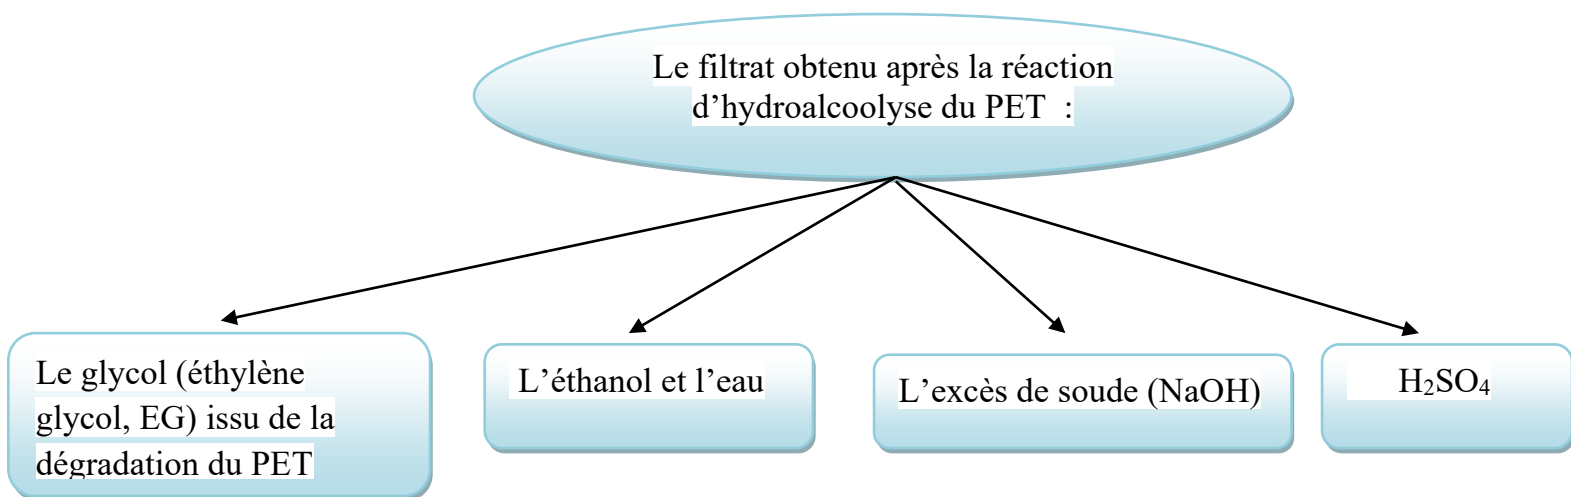 Le filtrat obtenu après la réaction
d’hydroalcoolyse du PET :
Le glycol (éthylène
glycol, EG) issu de la
dégradation du PET
L’éthanol et l’eau
L’excès de soude (NaOH)
H₂SO₄